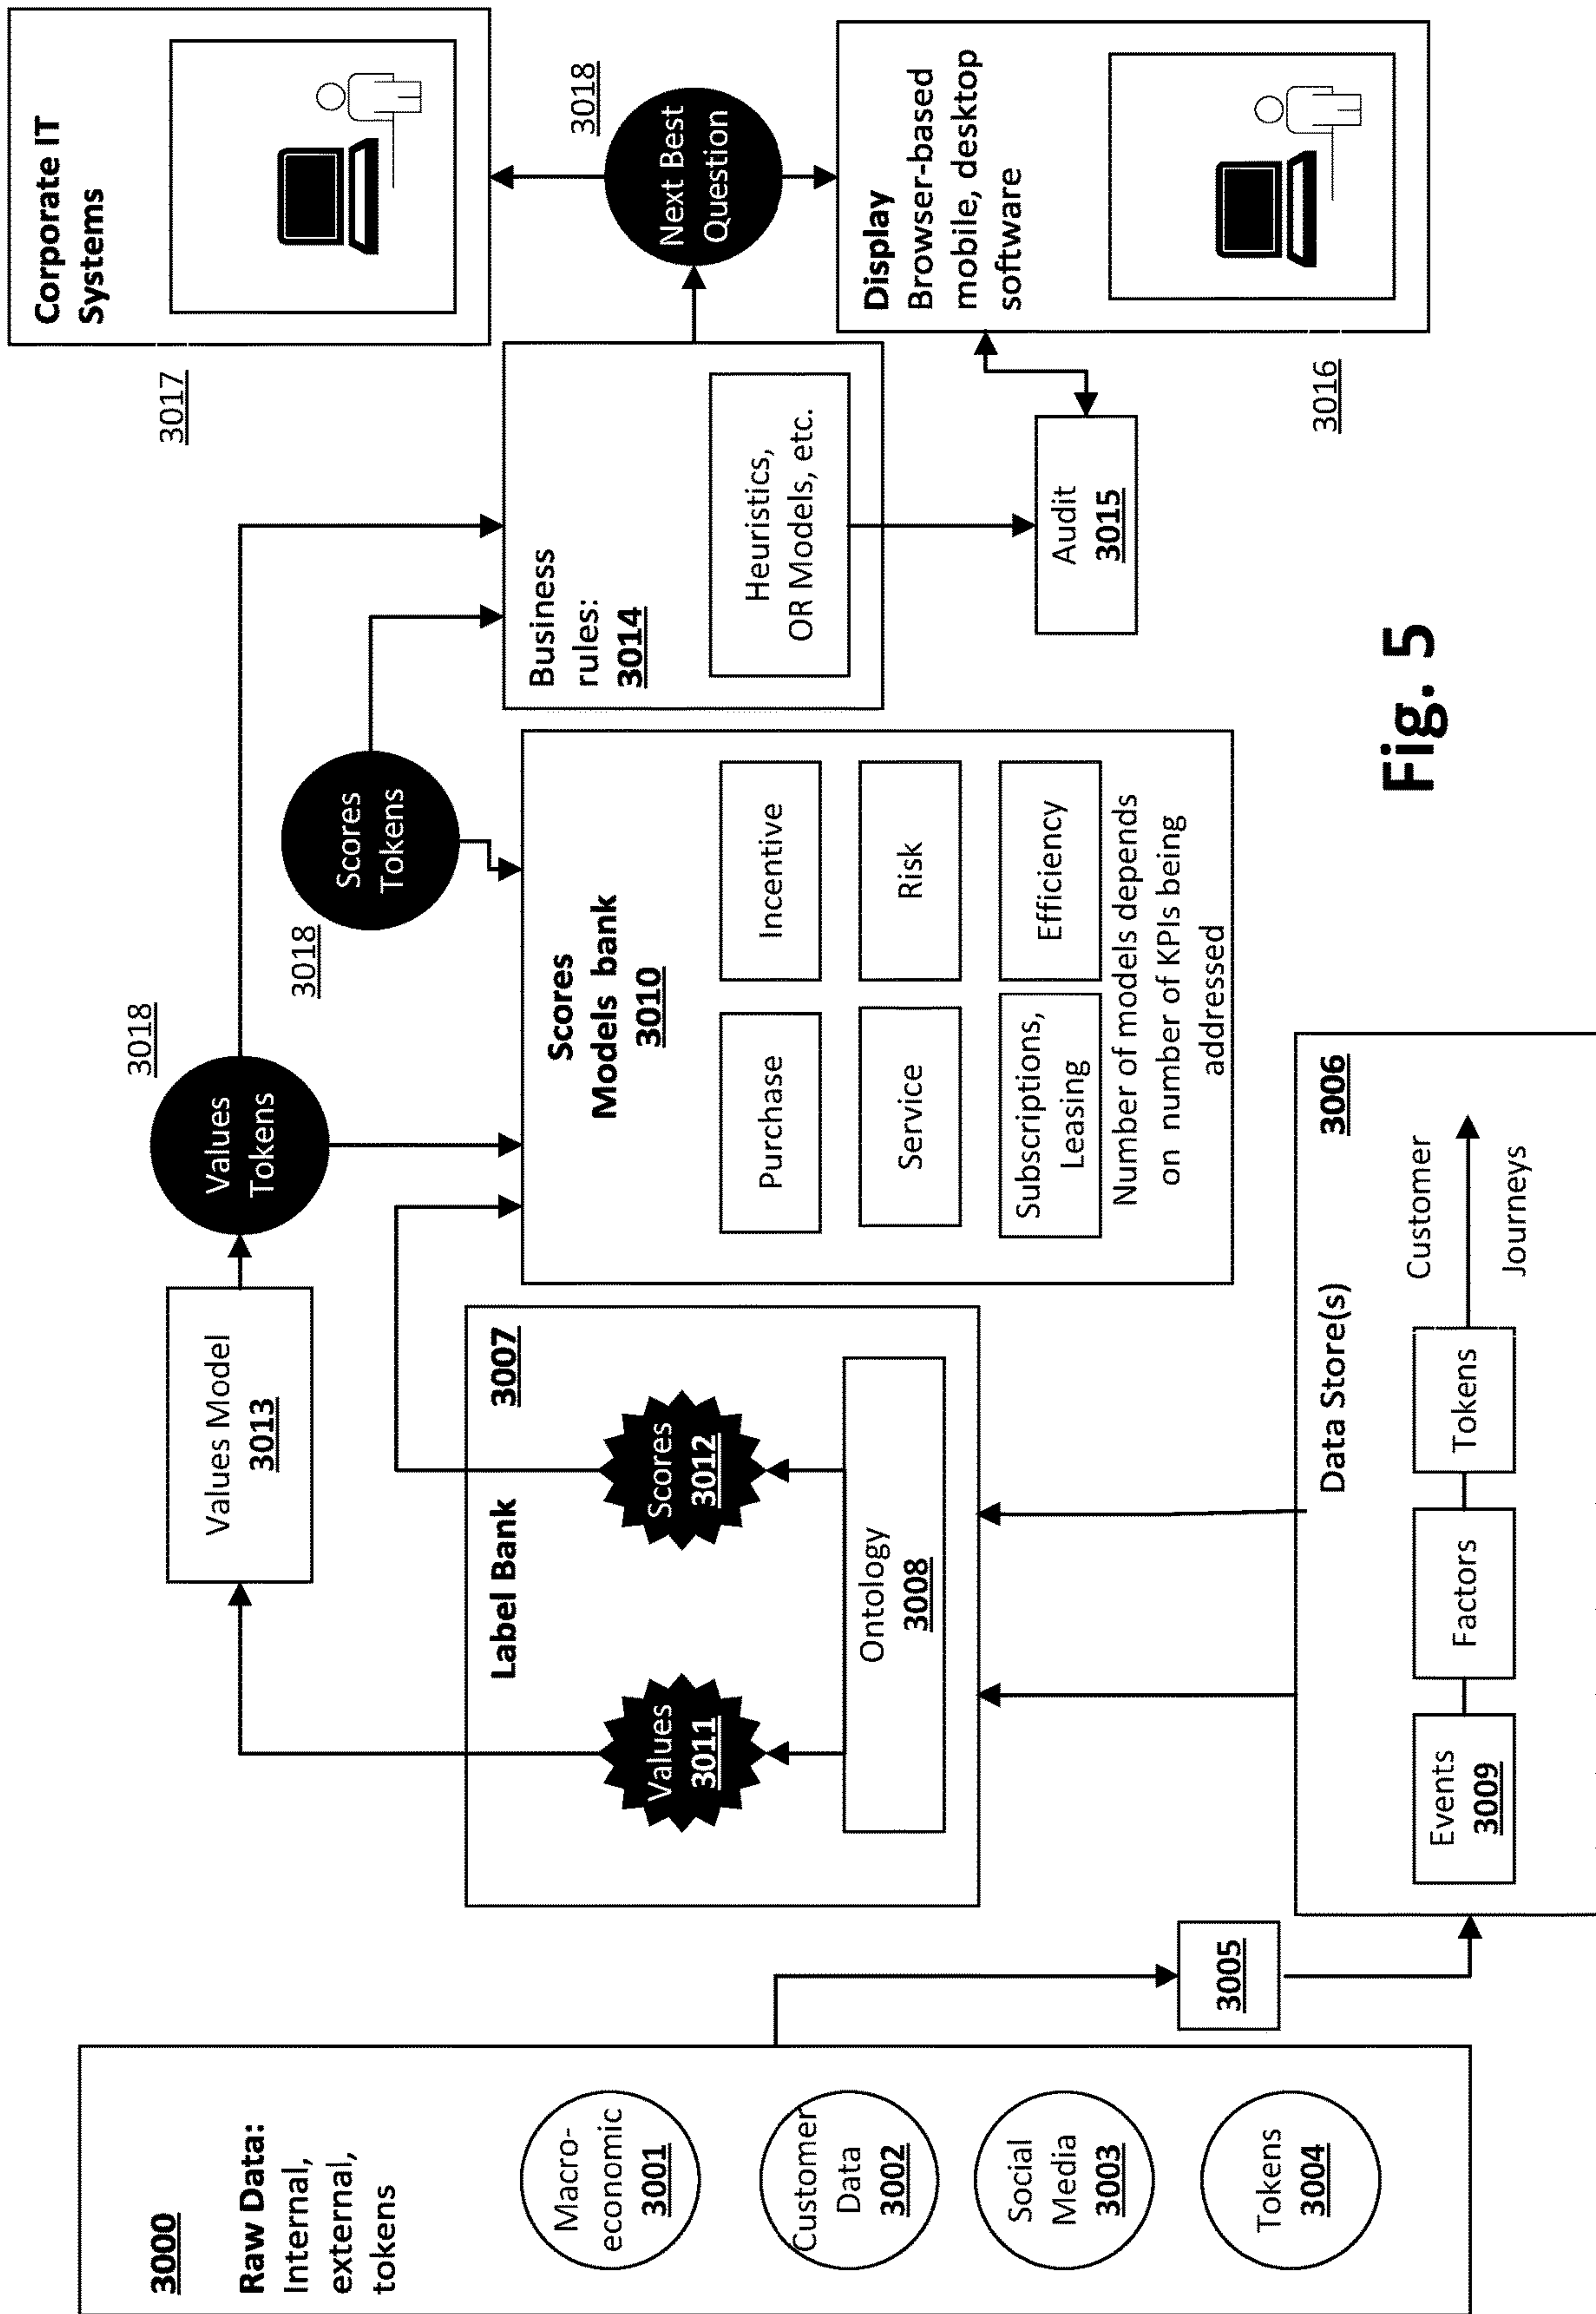 3000
Raw Data:
Internal,
external,
tokens
Macro-
economic
3001
Customer
Data
3002
Social
Media
3003
Tokens
3004
3005
Values Model
3013
Label Bank
3007
Values
3011
Scores
3012
Ontology
3008
Data Store(s)
3006
Events
3009
Factors
Tokens
Customer
Journeys
3018
Values
Tokens
3018
Scores
Tokens
Scores
Models bank
3010
Purchase
Incentive
Service
Risk
Subscriptions,
Leasing
Efficiency
Number of models depends
on number of KPIs being
addressed
Business
rules:
3014
Heuristics,
OR Models, etc.
Audit
3015
3017
Corporate IT
Systems
3018
Next Best
Question
Display
Browser-based
mobile, desktop
software
3016
Fig. 5